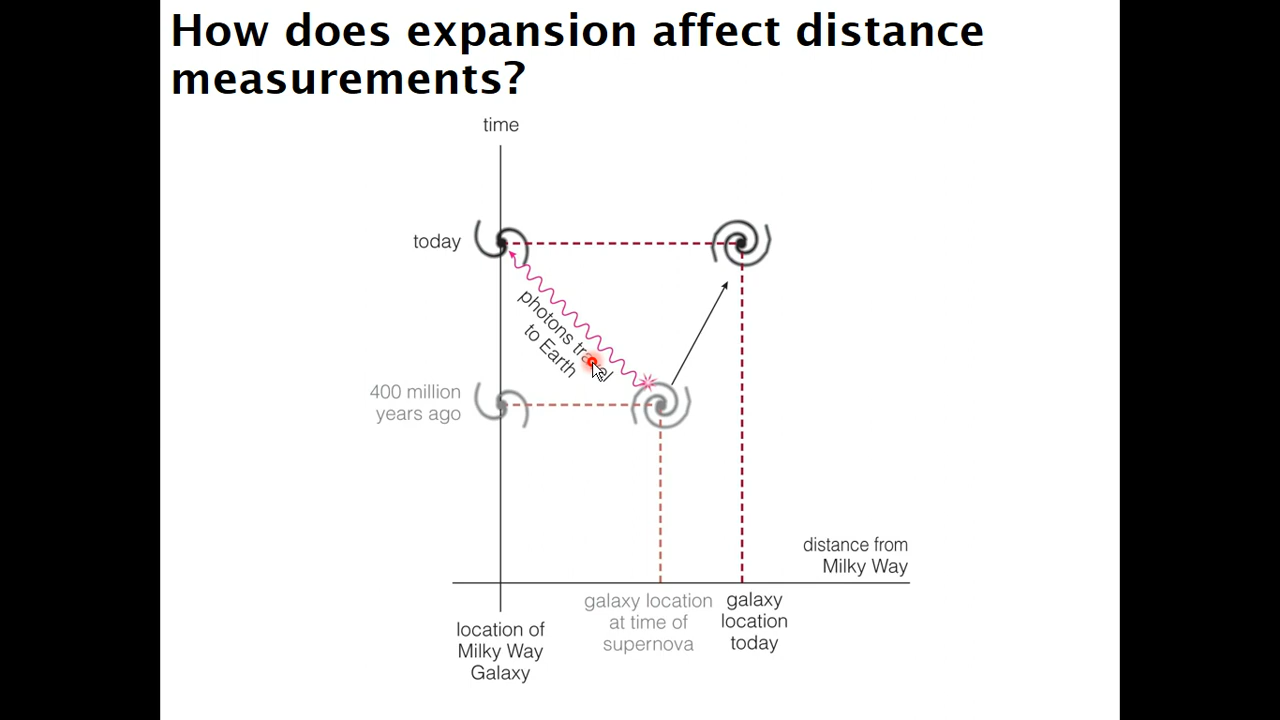 How does expansion affect distance
measurements?
time
today
photons travel
to Earth
400 million
years ago
distance from
Milky Way
galaxy location
at time of
supernova
galaxy
location
today
location of
Milky Way
Galaxy